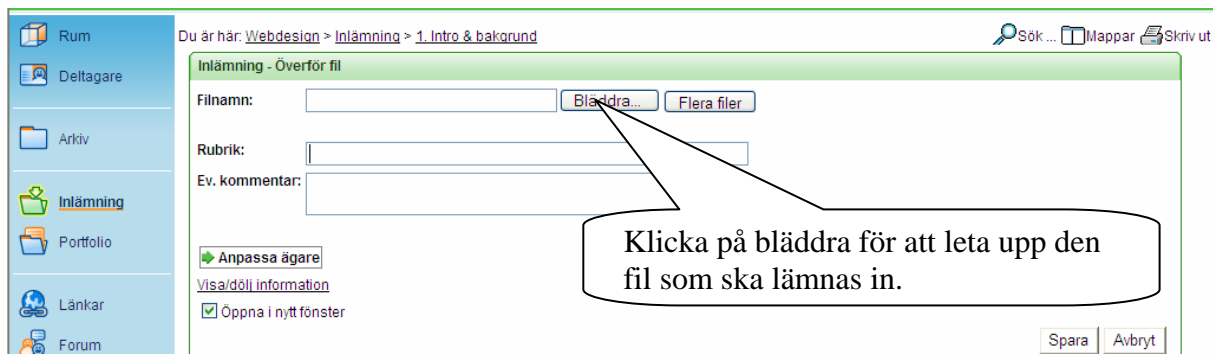 Rum
Deltagare
Arkiv
Inlämning
Portfolio
Länkar
Forum
Du är här: Webdesign > Inlämning > 1. Intro & bakgrund
Sök ... Mappar Skriv ut
Inlämning - Överför fil
Filnamn: Bläddra... Flera filer
Rubrik:
Ev. kommentar:
Klicka på bläddra för att leta upp den
fil som ska lämnas in.
Anpassa ägare
Visa/dölj information
Öppna i nytt fönster
Spara Avbryt